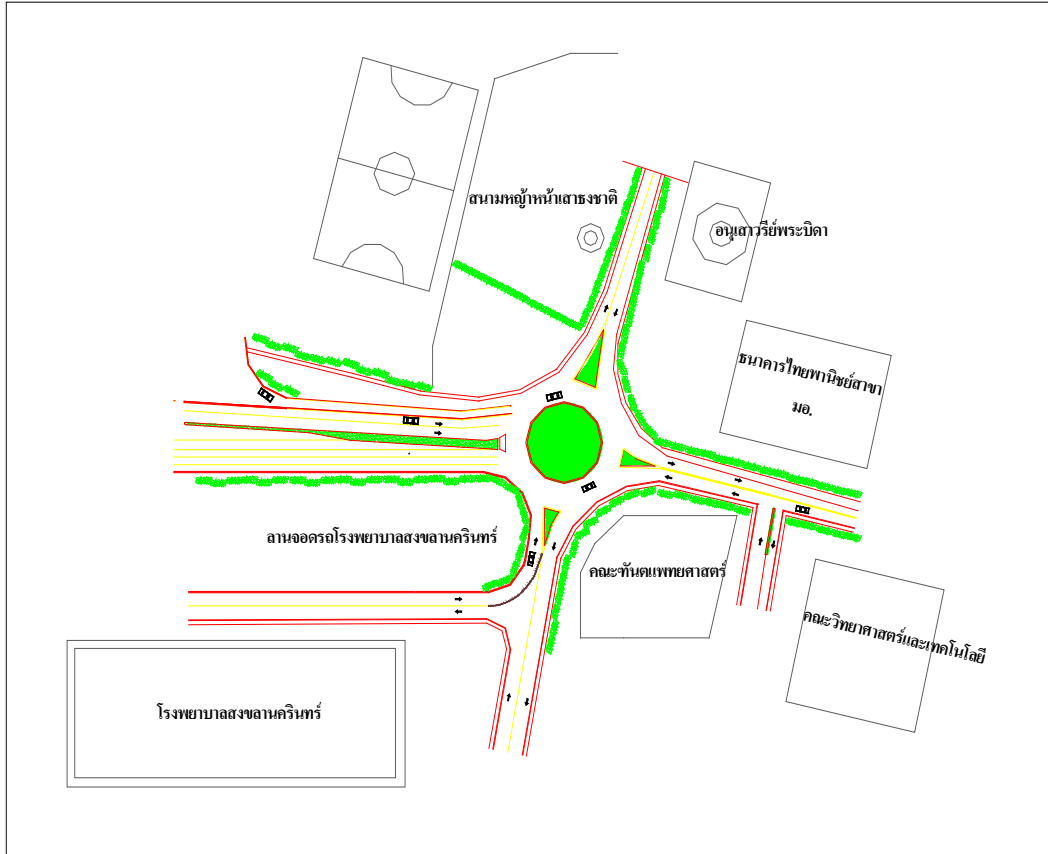 สนามหญ้าหน้าเสาธงชาติ
อนุสาวรีย์พระบิดา
ธนาคารไทยพานิชย์สาขา
มอ.
ลานจอดรถโรงพยาบาลสงขลานครินทร์
คณะทันตแพทยศาสตร์
คณะวิทยาศาสตร์และเทคโนโลยี
โรงพยาบาลสงขลานครินทร์